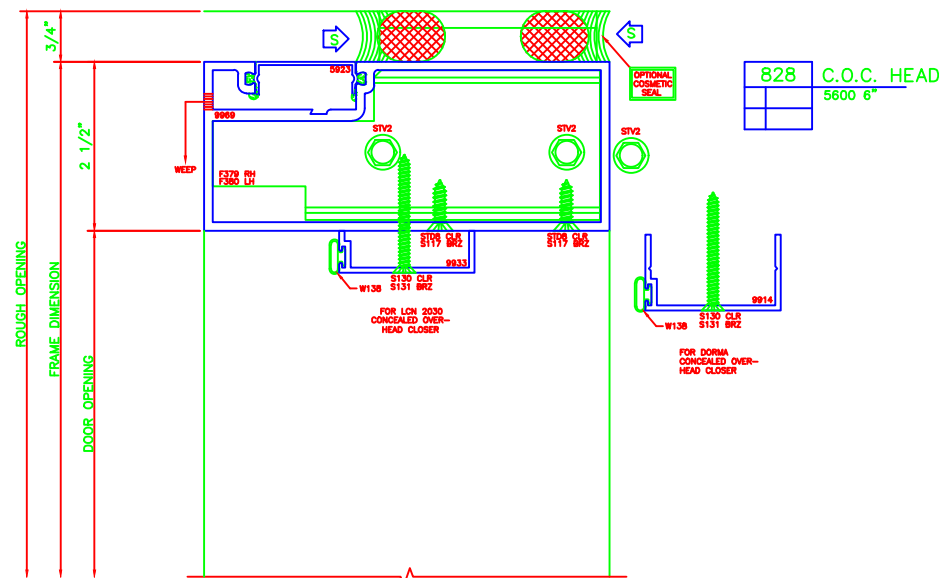 3/4"
S
S
OPTIONAL
COSMETIC
SEAL
828
C.O.C. HEAD
5600 6"
5923
9969
2 1/2"
WEEP
STV2
STV2
STV2
F379 RH
F380 LH
STD8 CLR
S117 BRZ
STD8 CLR
S117 BRZ
9933
W138
S130 CLR
S131 BRZ
FOR LCN 2030
CONCEALED OVER-
HEAD CLOSER
9914
W138
S130 CLR
S131 BRZ
FOR DORMA
CONCEALED OVER-
HEAD CLOSER
ROUGH OPENING
FRAME DIMENSION
DOOR OPENING